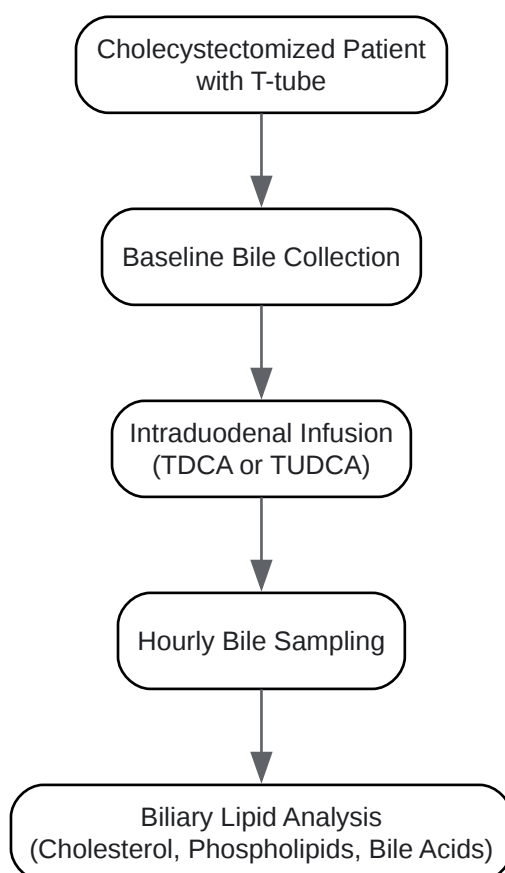 Cholecystectomized Patient
with T-tube
Baseline Bile Collection
Intraduodenal Infusion
(TDCA or TUDCA)
Hourly Bile Sampling
Biliary Lipid Analysis
(Cholesterol, Phospholipids, Bile Acids)